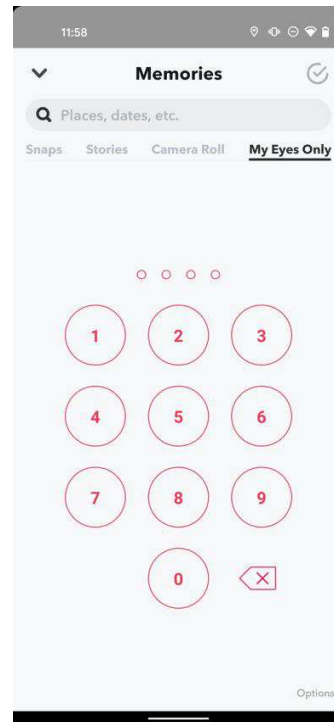 11:58
Memories
Places, dates, etc.
Snaps Stories Camera Roll My Eyes Only
1 2 3
4 5 6
7 8 9
0
Options